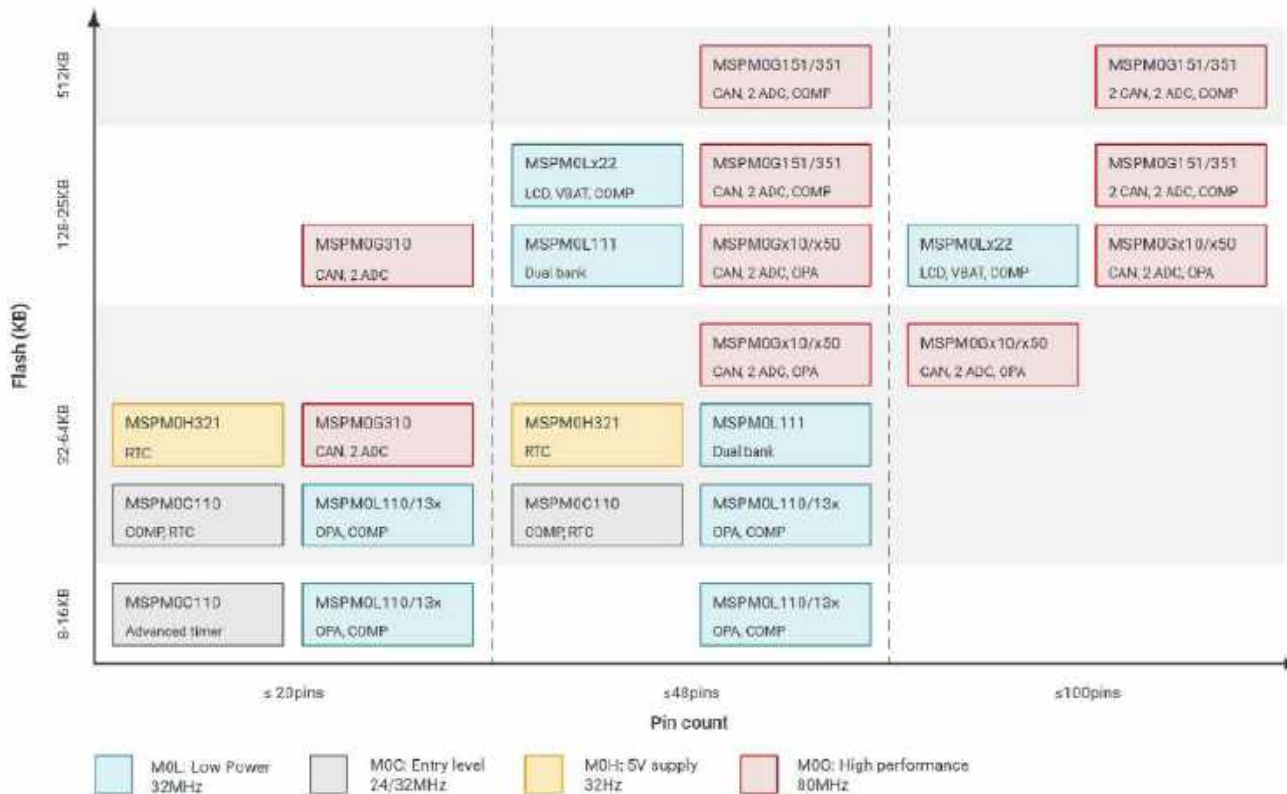 512KB
MSPM0G151/351
CAN, 2 ADC, COMP
MSPM0G151/351
2 CAN, 2 ADC, COMP
128-25KB
MSPM0Lx22
LCD, VBAT, COMP
MSPM0G151/351
CAN, 2 ADC, COMP
MSPM0G151/351
2 CAN, 2 ADC, COMP
MSPM0G310
CAN, 2 ADC
MSPM0L111
Dual bank
MSPM0Gx10/x50
CAN, 2 ADC, OPA
MSPM0Lx22
LCD, VBAT, COMP
MSPM0Gx10/x50
CAN, 2 ADC, OPA
Flash (KB)
MSPM0Gx10/x50
CAN, 2 ADC, OPA
MSPM0Gx10/x50
CAN, 2 ADC, OPA
32-64KB
MSPM0H321
RTC
MSPM0G310
CAN, 2 ADC
MSPM0H321
RTC
MSPM0L111
Dual bank
MSPM0C110
COMP, RTC
MSPM0L110/13x
OPA, COMP
MSPM0C110
COMP, RTC
MSPM0L110/13x
OPA, COMP
8-16KB
MSPM0C110
Advanced timer
MSPM0L110/13x
OPA, COMP
MSPM0L110/13x
OPA, COMP
≤ 20pins
≤48pins
≤100pins
Pin count
M0L: Low Power
32MHz
M0C: Entry level
24/32MHz
M0H: 5V supply
32Hz
M0G: High performance
80MHz